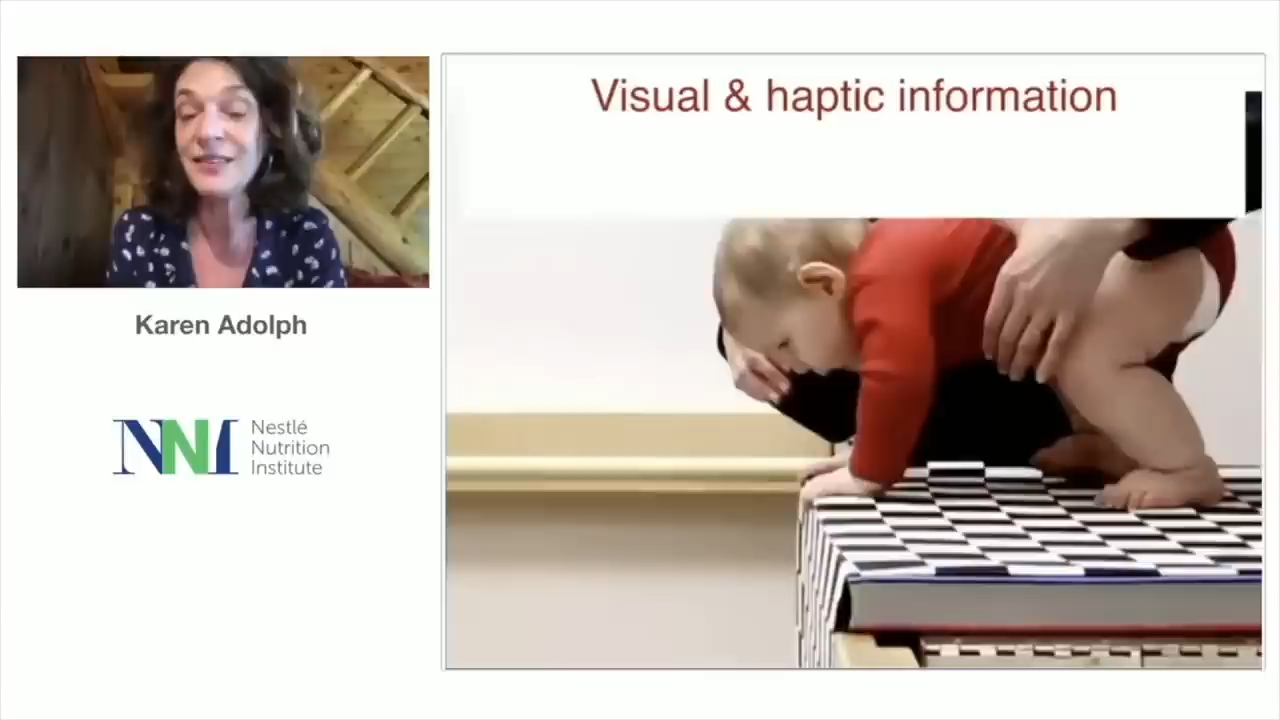 Visual & haptic information
Karen Adolph
NNI
Nestlé
Nutrition
Institute